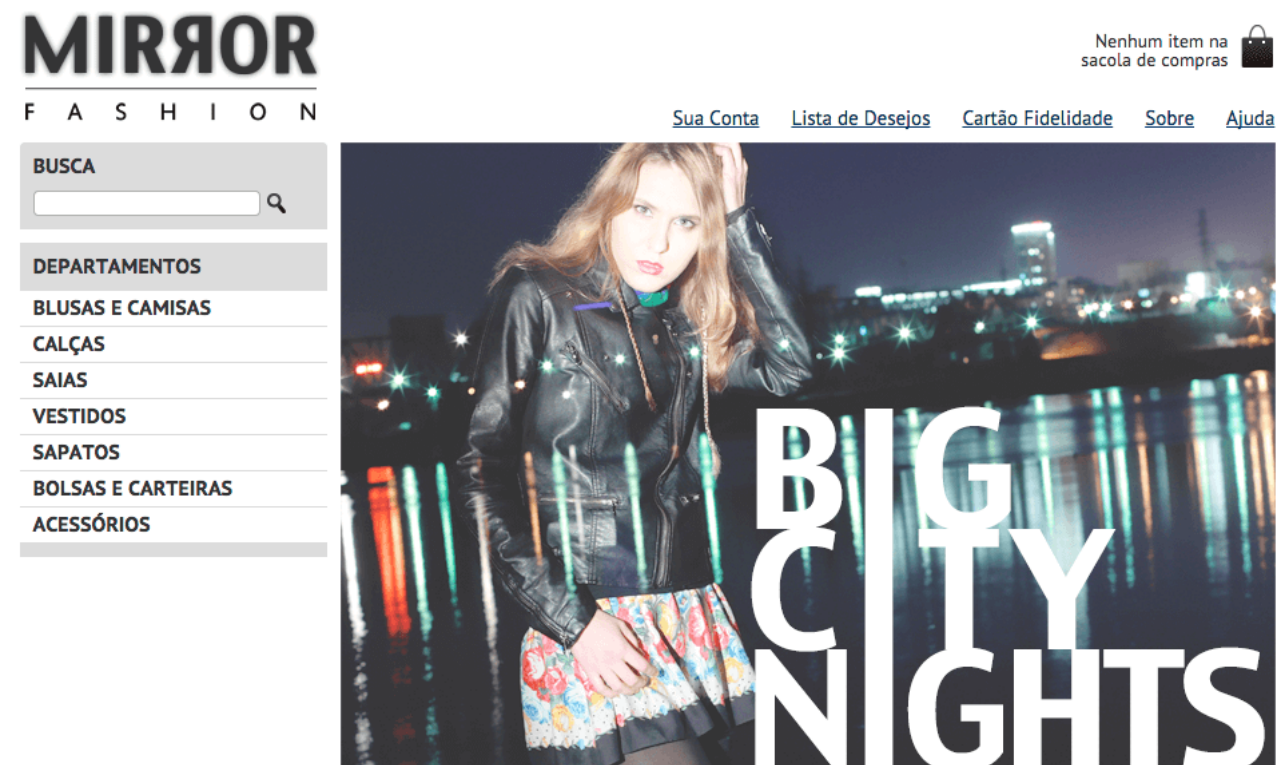 MIRЯOR
FASHION
Nenhum item na
sacola de compras
Sua Conta Lista de Desejos Cartão Fidelidade Sobre Ajuda
BUSCA
DEPARTAMENTOS
BLUSAS E CAMISAS
CALÇAS
SAIAS
VESTIDOS
SAPATOS
BOLSAS E CARTEIRAS
ACESSÓRIOS
BIG
CITY
NIGHTS